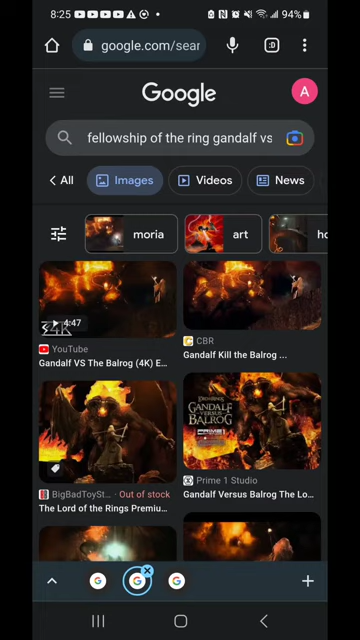 8:25
94%
google.com/sear
:D
Google
A
fellowship of the ring gandalf vs
All
Images
Videos
News
moria
art
ho
4:47
4K
YouTube
Gandalf VS The Balrog (4K) E...
CBR
Gandalf Kill the Balrog ...
GANDALF
VERSUS
BALROG
BigBadToySt... · Out of stock
The Lord of the Rings Premiu...
Prime 1 Studio
Gandalf Versus Balrog The Lo...